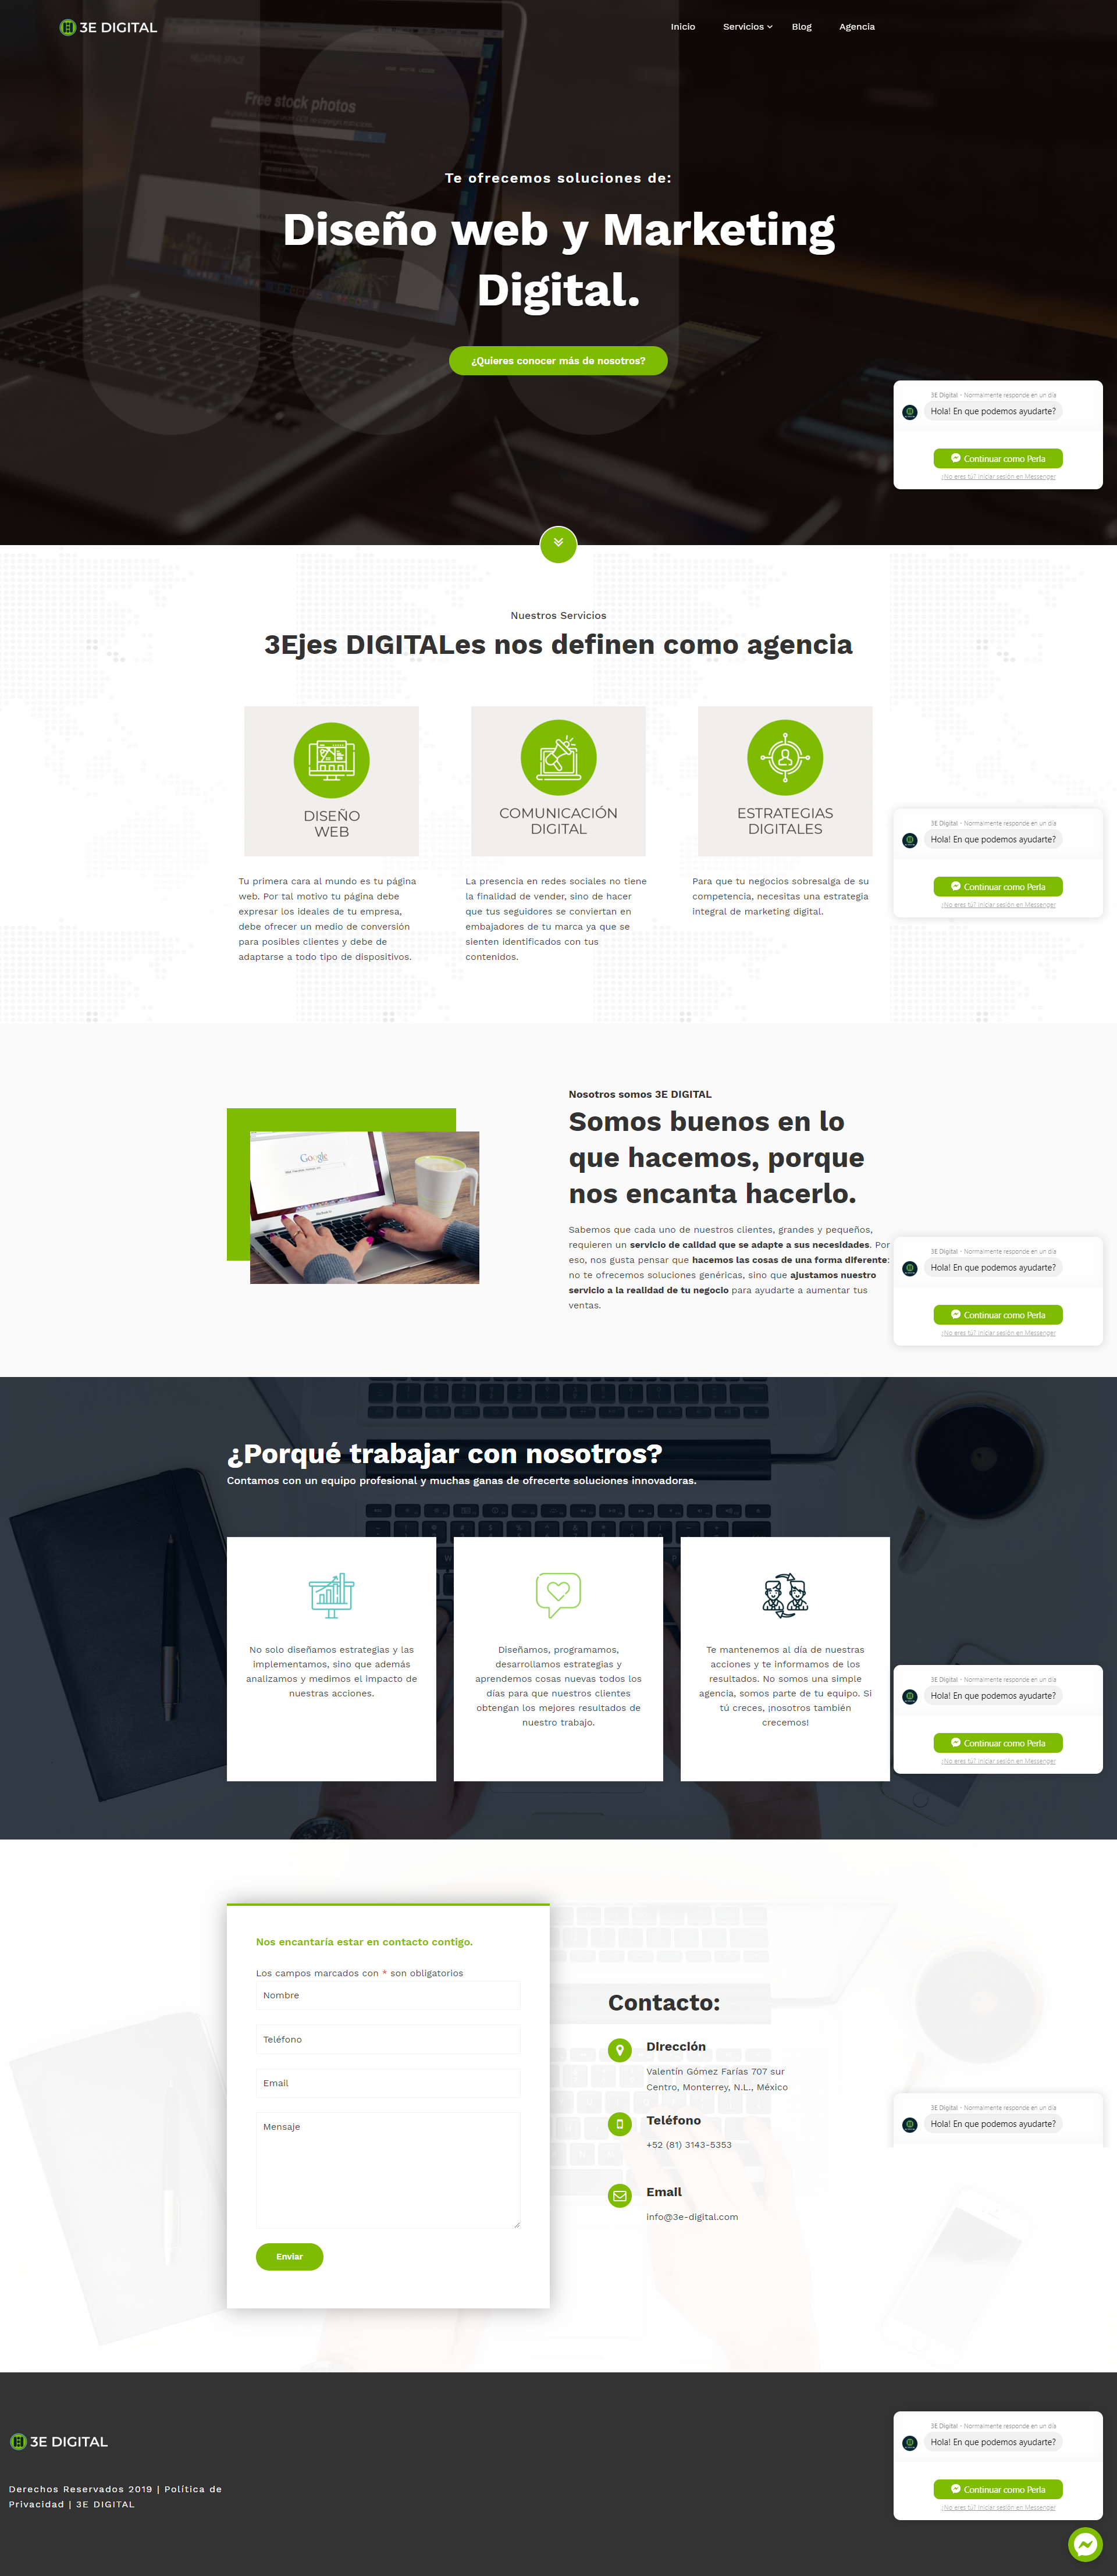 3E DIGITAL
Inicio
Servicios
Blog
Agencia
Free stock photos
Te ofrecemos soluciones de:
Diseño web y Marketing
Digital.
¿Quieres conocer más de nosotros?
3E Digital • Normalmente responde en un día
Hola! En que podemos ayudarte?
Continuar como Perla
¿No eres tú? Iniciar sesión en Messenger
Nuestros Servicios
3Ejes DIGITALes nos definen como agencia
DISEÑO
WEB
Tu primera cara al mundo es tu página
web. Por tal motivo tu página debe
expresar los ideales de tu empresa,
debe ofrecer un medio de conversión
para posibles clientes y debe de
adaptarse a todo tipo de dispositivos.
COMUNICACIÓN
DIGITAL
La presencia en redes sociales no tiene
la finalidad de vender, sino de hacer
que tus seguidores se conviertan en
embajadores de tu marca ya que se
sienten identificados con tus
contenidos.
ESTRATEGIAS
DIGITALES
Para que tu negocios sobresalga de su
competencia, necesitas una estrategia
integral de marketing digital.
3E Digital • Normalmente responde en un día
Hola! En que podemos ayudarte?
Continuar como Perla
¿No eres tú? Iniciar sesión en Messenger
Google
Nosotros somos 3E DIGITAL
Somos buenos en lo
que hacemos, porque
nos encanta hacerlo.
Sabemos que cada uno de nuestros clientes, grandes y pequeños,
requieren un servicio de calidad que se adapte a sus necesidades. Por
eso, nos gusta pensar que hacemos las cosas de una forma diferente:
no te ofrecemos soluciones genéricas, sino que ajustamos nuestro
servicio a la realidad de tu negocio para ayudarte a aumentar tus
ventas.
3E Digital • Normalmente responde en un día
Hola! En que podemos ayudarte?
Continuar como Perla
¿No eres tú? Iniciar sesión en Messenger
¿Porqué trabajar con nosotros?
Contamos con un equipo profesional y muchas ganas de ofrecerte soluciones innovadoras.
No solo diseñamos estrategias y las
implementamos, sino que además
analizamos y medimos el impacto de
nuestras acciones.
Diseñamos, programamos,
desarrollamos estrategias y
aprendemos cosas nuevas todos los
días para que nuestros clientes
obtengan los mejores resultados de
nuestro trabajo.
Te mantenemos al día de nuestras
acciones y te informamos de los
resultados. No somos una simple
agencia, somos parte de tu equipo. Si
tú creces, ¡nosotros también
crecemos!
3E Digital • Normalmente responde en un día
Hola! En que podemos ayudarte?
Continuar como Perla
¿No eres tú? Iniciar sesión en Messenger
Nos encantaría estar en contacto contigo.
Los campos marcados con * son obligatorios
Nombre
Teléfono
Email
Mensaje
Enviar
Contacto:
Dirección
Valentín Gómez Farías 707 sur
Centro, Monterrey, N.L., México
Teléfono
+52 (81) 3143-5353
Email
info@3e-digital.com
3E Digital • Normalmente responde en un día
Hola! En que podemos ayudarte?
3E DIGITAL
Derechos Reservados 2019 | Política de
Privacidad | 3E DIGITAL
3E Digital • Normalmente responde en un día
Hola! En que podemos ayudarte?
Continuar como Perla
¿No eres tú? Iniciar sesión en Messenger